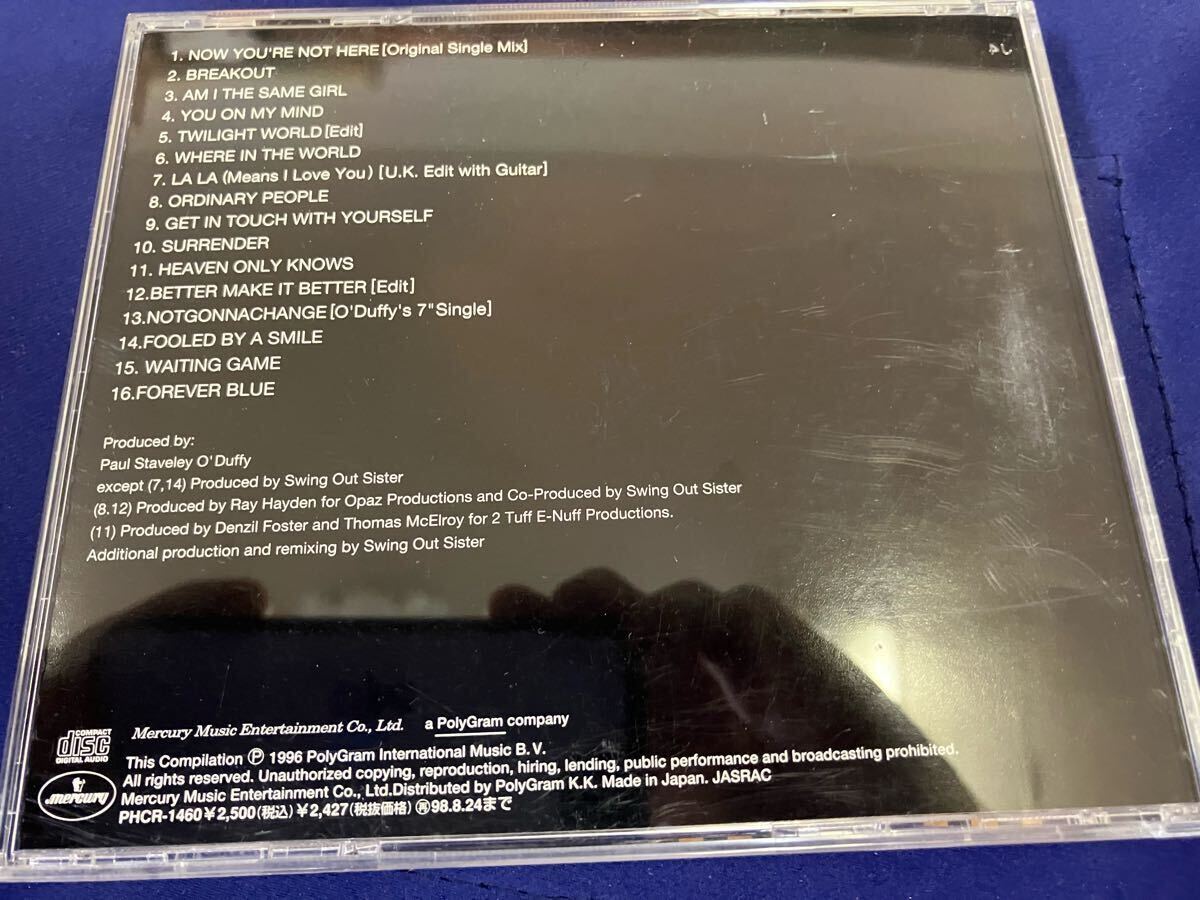 1. NOW YOU'RE NOT HERE [Original Single Mix]
2. BREAKOUT
3. AM I THE SAME GIRL
4. YOU ON MY MIND
5. TWILIGHT WORLD [Edit]
6. WHERE IN THE WORLD
7. LA LA (Means I Love You) [U.K. Edit with Guitar]
8. ORDINARY PEOPLE
9. GET IN TOUCH WITH YOURSELF
10. SURRENDER
11. HEAVEN ONLY KNOWS
12.BETTER MAKE IT BETTER [Edit]
13.NOTGONNACHANGE [O'Duffy's 7"Single]
14.FOOLED BY A SMILE
15. WAITING GAME
16.FOREVER BLUE
Produced by:
Paul Staveley O'Duffy
except (7,14) Produced by Swing Out Sister
(8.12) Produced by Ray Hayden for Opaz Productions and Co-Produced by Swing Out Sister
(11) Produced by Denzil Foster and Thomas McElroy for 2 Tuff E-Nuff Productions.
Additional production and remixing by Swing Out Sister
COMPACT
disc
DIGITAL AUDIO
Mercury Music Entertainment Co., Ltd. a PolyGram company
mercury
This Compilation ℗ 1996 PolyGram International Music B.V.
All rights reserved. Unauthorized copying, reproduction, hiring, lending, public performance and broadcasting prohibited.
Mercury Music Entertainment Co., Ltd.Distributed by PolyGram K.K. Made in Japan. JASRAC
PHCR-1460¥2,500(税込)¥2,427(税抜価格) Ⓡ98.8.24まで